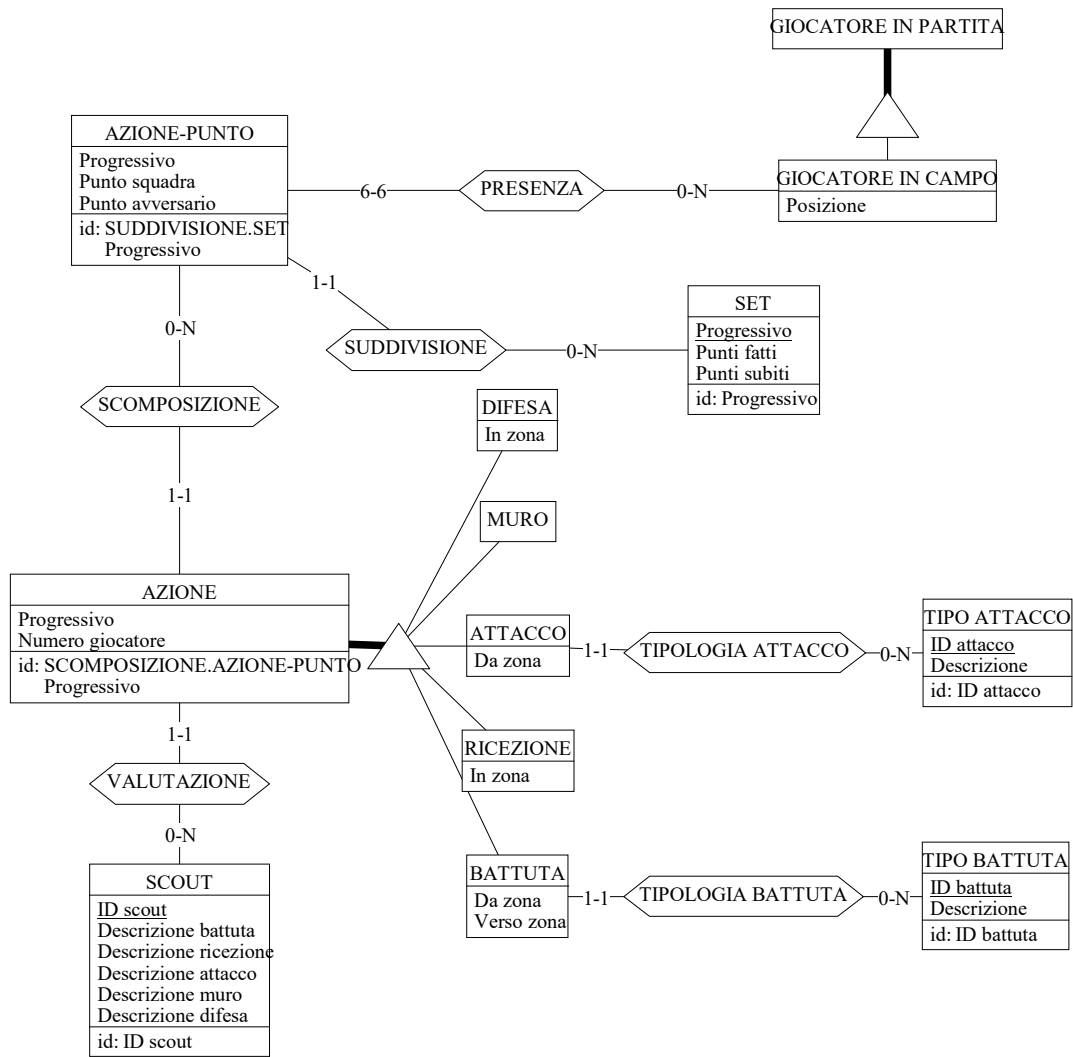 GIOCATORE IN PARTITA
AZIONE-PUNTO
Progressivo
Punto squadra
Punto avversario
id: SUDDIVISIONE.SET
Progressivo
6-6
PRESENZA
0-N
GIOCATORE IN CAMPO
Posizione
1-1
SUDDIVISIONE
0-N
SET
Progressivo
Punti fatti
Punti subiti
id: Progressivo
0-N
SCOMPOSIZIONE
1-1
DIFESA
In zona
MURO
AZIONE
Progressivo
Numero giocatore
id: SCOMPOSIZIONE.AZIONE-PUNTO
Progressivo
ATTACCO
Da zona
1-1
TIPOLOGIA ATTACCO
0-N
TIPO ATTACCO
ID attacco
Descrizione
id: ID attacco
RICEZIONE
In zona
1-1
VALUTAZIONE
0-N
SCOUT
ID scout
Descrizione battuta
Descrizione ricezione
Descrizione attacco
Descrizione muro
Descrizione difesa
id: ID scout
BATTUTA
Da zona
Verso zona
1-1
TIPOLOGIA BATTUTA
0-N
TIPO BATTUTA
ID battuta
Descrizione
id: ID battuta